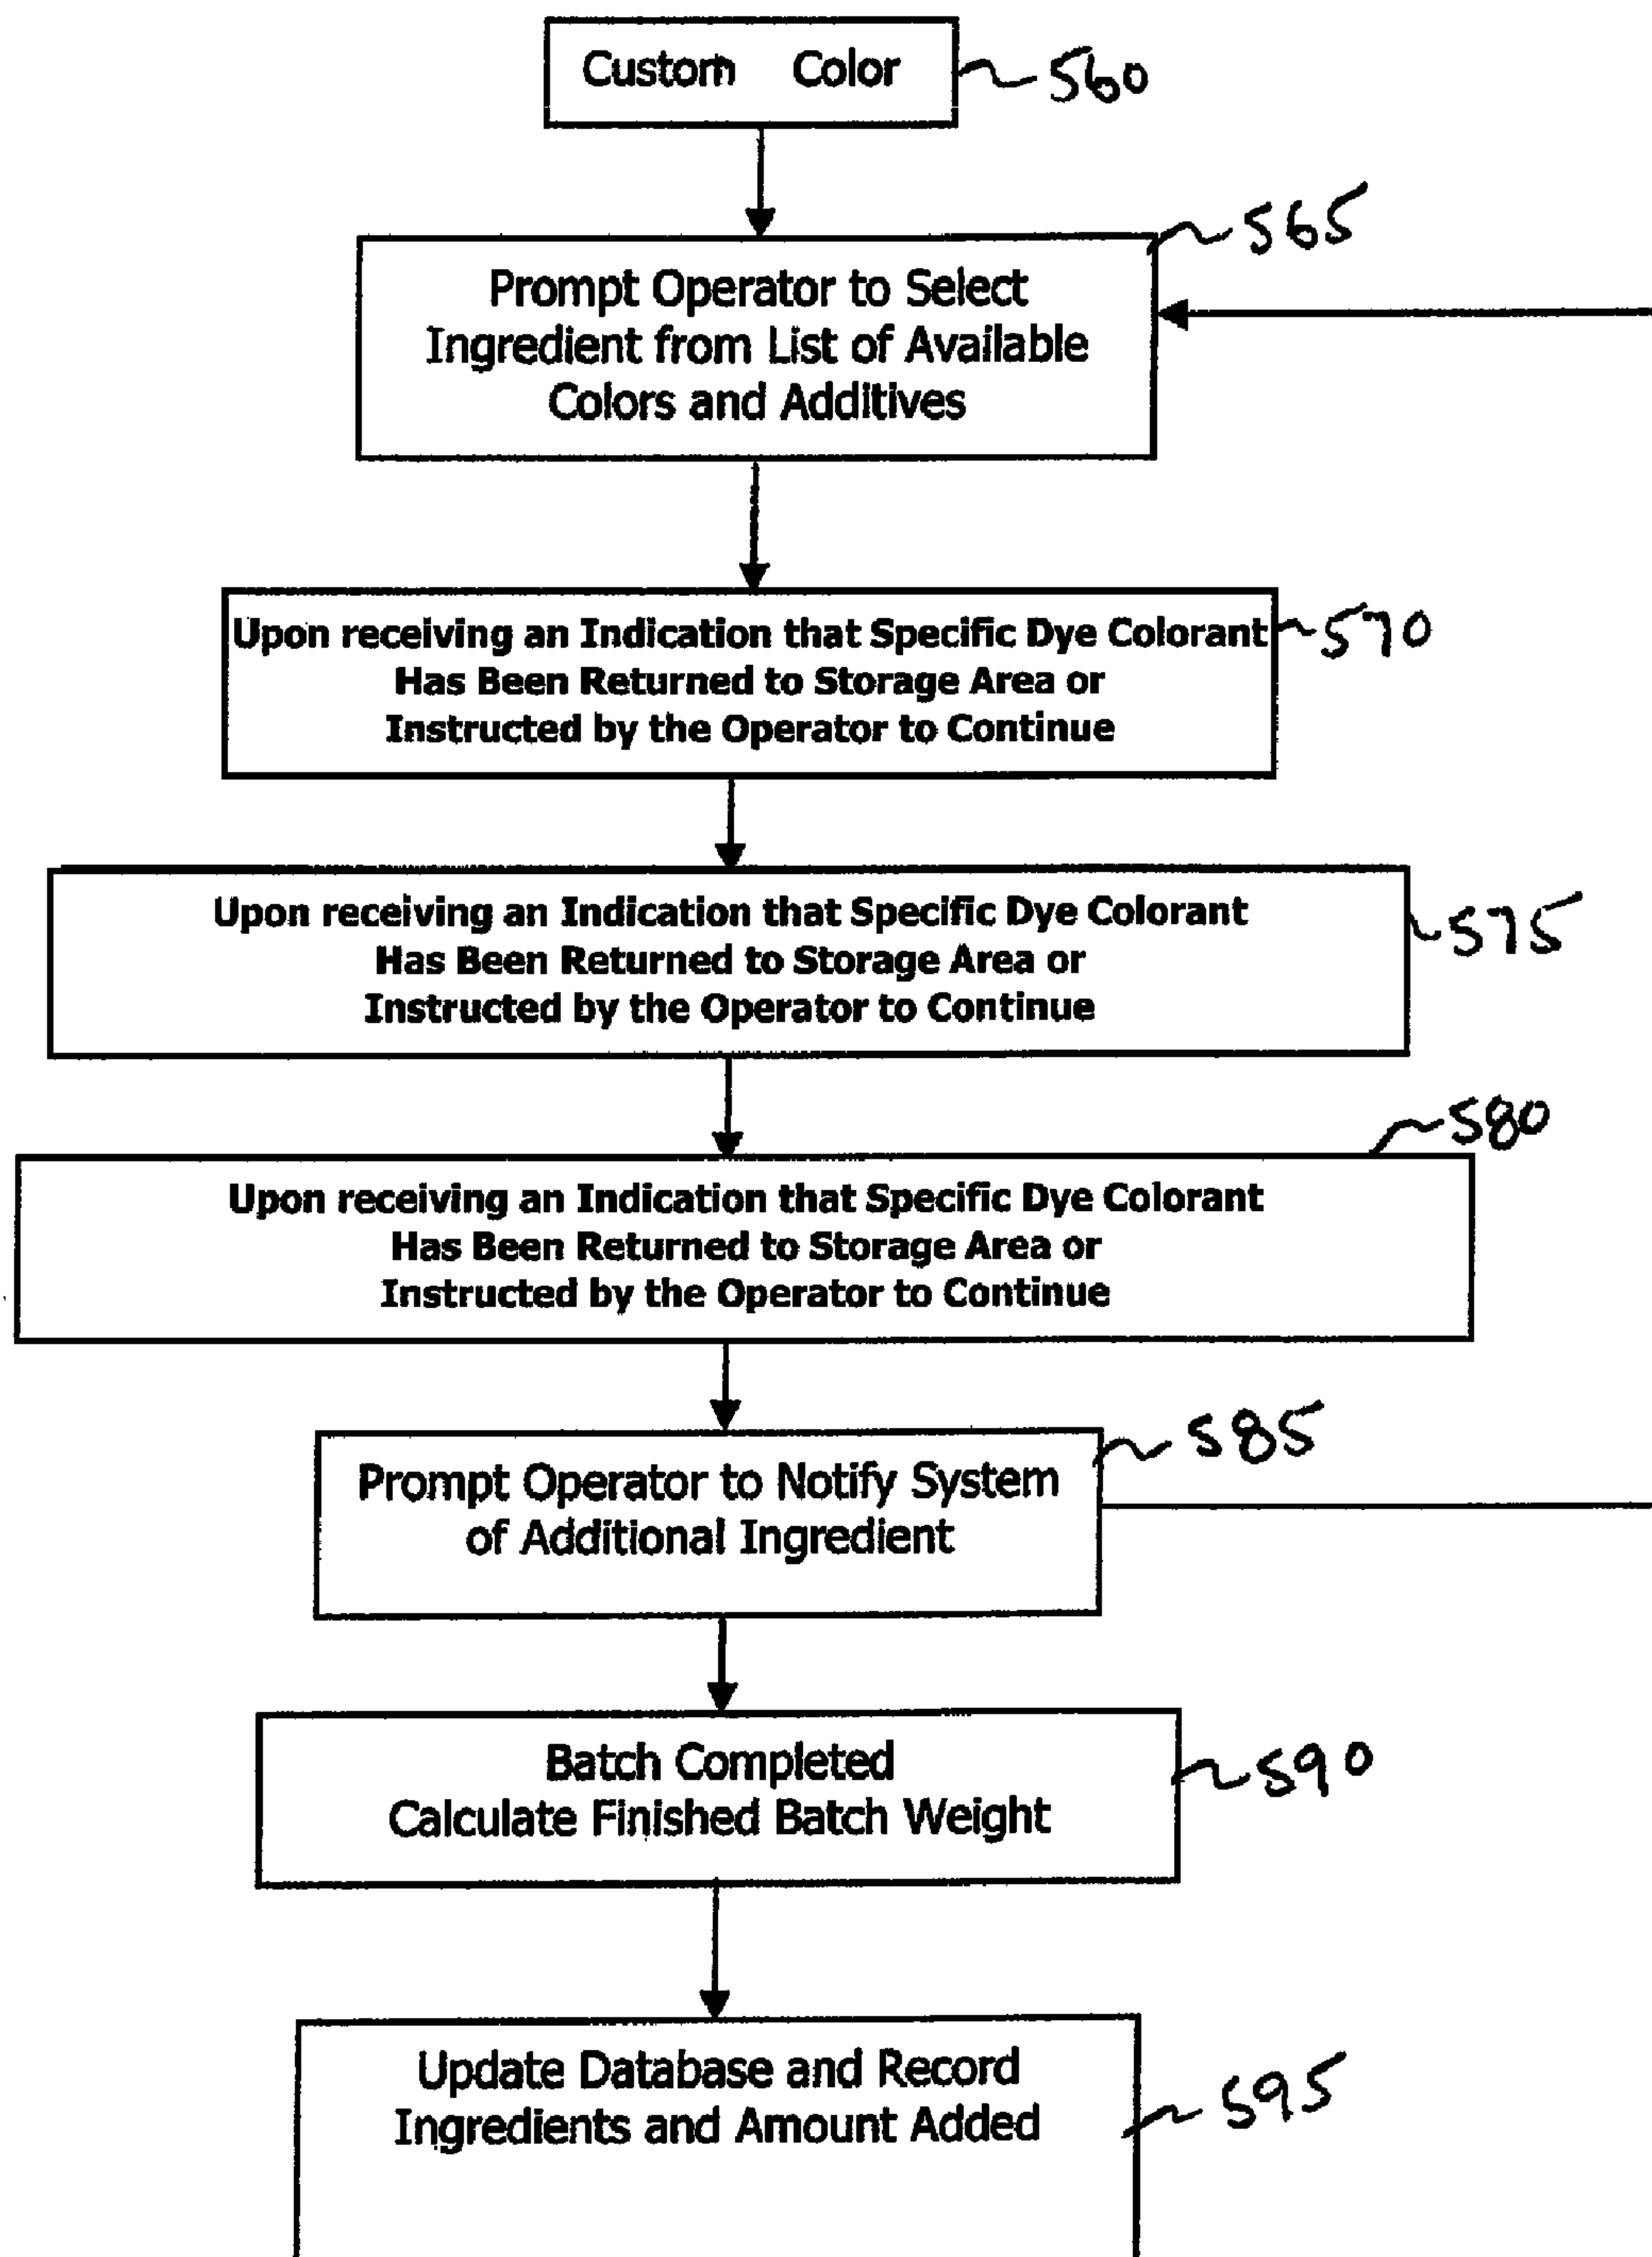 Custom Color
560
565
Prompt Operator to Select
Ingredient from List of Available
Colors and Additives
Upon receiving an Indication that Specific Dye Colorant
570
Has Been Returned to Storage Area or
Instructed by the Operator to Continue
Upon receiving an Indication that Specific Dye Colorant
575
Has Been Returned to Storage Area or
Instructed by the Operator to Continue
580
Upon receiving an Indication that Specific Dye Colorant
Has Been Returned to Storage Area or
Instructed by the Operator to Continue
585
Prompt Operator to Notify System
of Additional Ingredient
Batch Completed
590
Calculate Finished Batch Weight
Update Database and Record
595
Ingredients and Amount Added